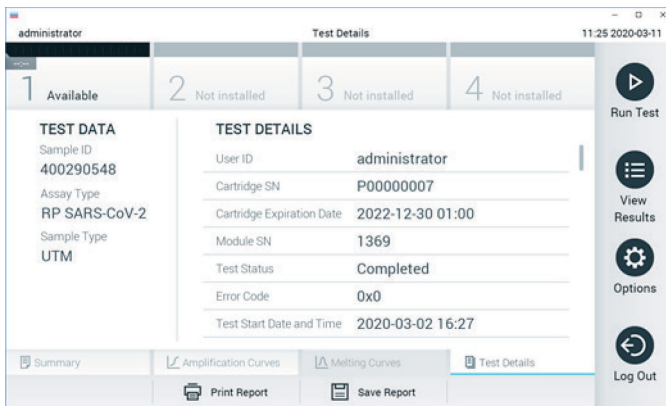 administrator Test Details 11:25 2020-03-11
--:--
1 Available 2 Not installed 3 Not installed 4 Not installed
Run Test
TEST DATA
Sample ID
400290548
Assay Type
RP SARS-CoV-2
Sample Type
UTM
TEST DETAILS
User ID administrator
Cartridge SN P00000007
Cartridge Expiration Date 2022-12-30 01:00
Module SN 1369
Test Status Completed
Error Code 0x0
Test Start Date and Time 2020-03-02 16:27
View
Results
Options
Log Out
Summary Amplification Curves Melting Curves Test Details
Print Report Save Report